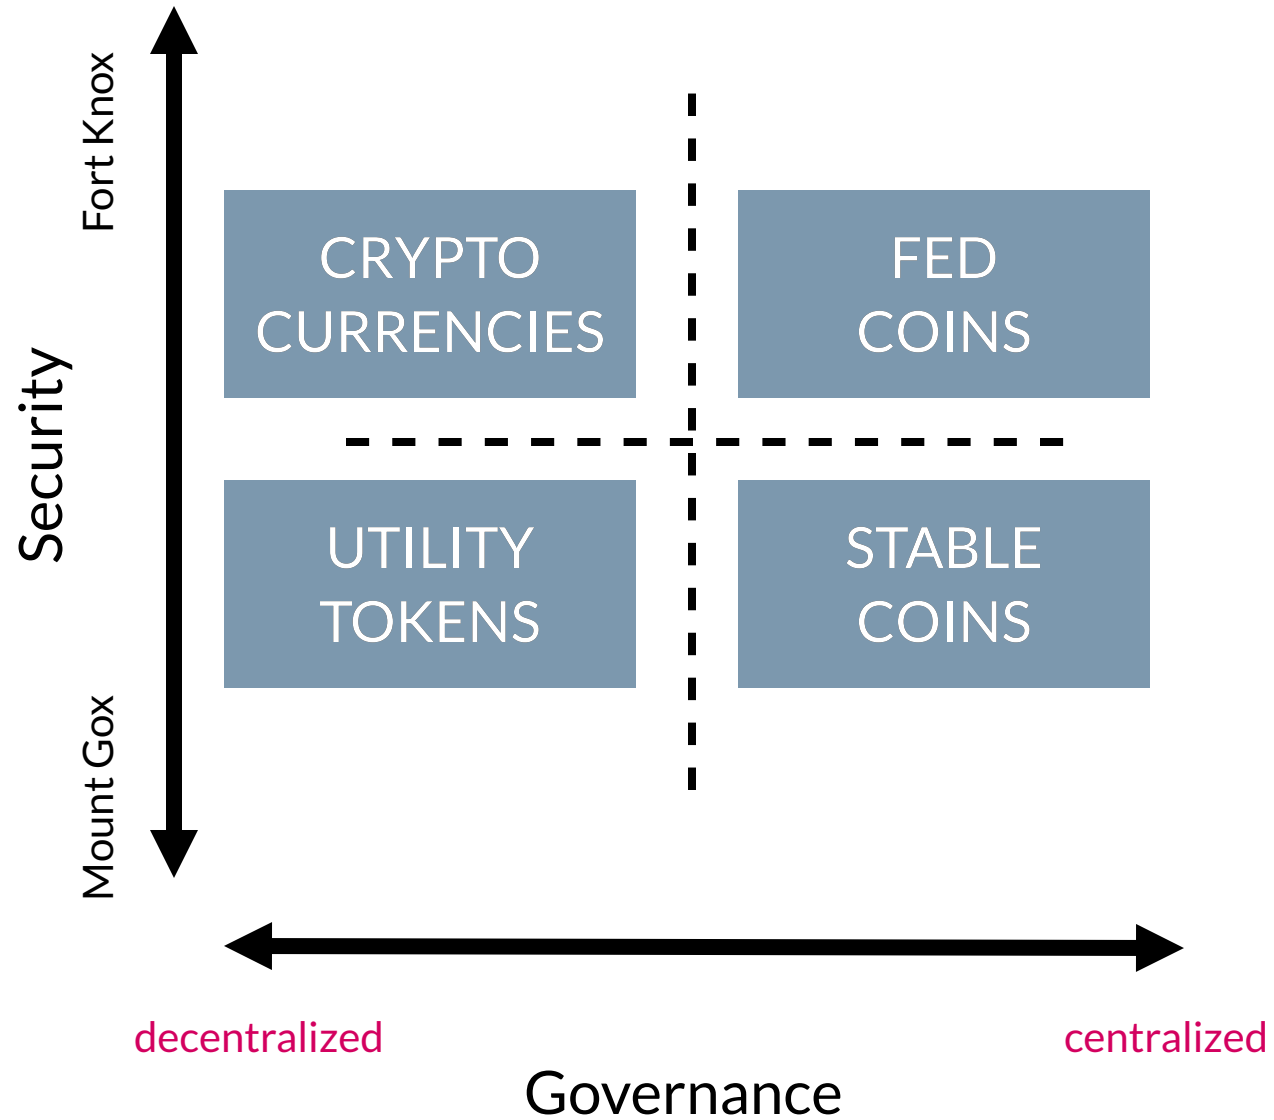 Fort Knox
Security
Mount Gox
CRYPTO
CURRENCIES
FED
COINS
UTILITY
TOKENS
STABLE
COINS
decentralized
centralized
Governance